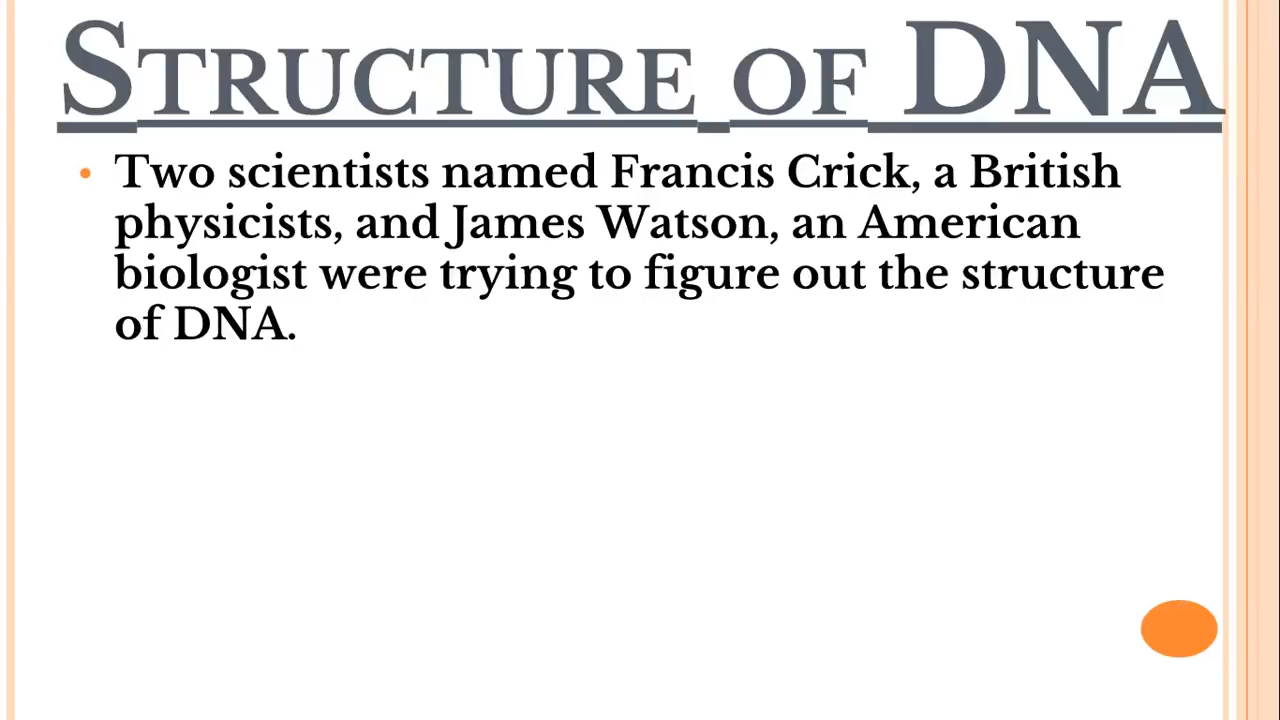 Structure of DNA
• Two scientists named Francis Crick, a British
physicists, and James Watson, an American
biologist were trying to figure out the structure
of DNA.